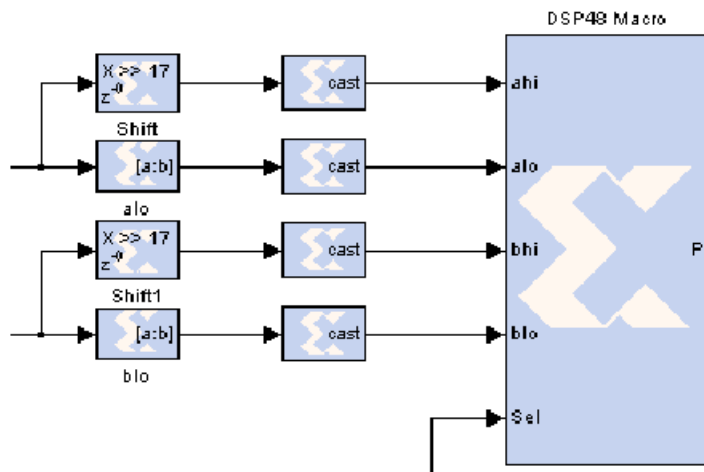 DSP48 Macro
X >> 17
z^-0
cast
ahi
Shift
[a:b]
cast
alo
alo
X >> 17
z^-0
cast
bhi
P
Shift1
[a:b]
cast
blo
blo
Sel